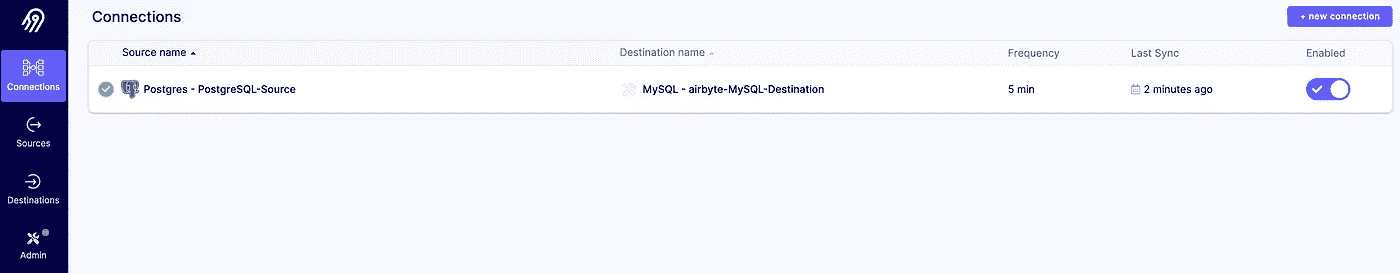 Connections
+ new connection
Source name
Destination name
Frequency
Last Sync
Enabled
Postgres - PostgreSQL-Source
MySQL - airbyte-MySQL-Destination
5 min
2 minutes ago
Connections
Sources
Destinations
Admin